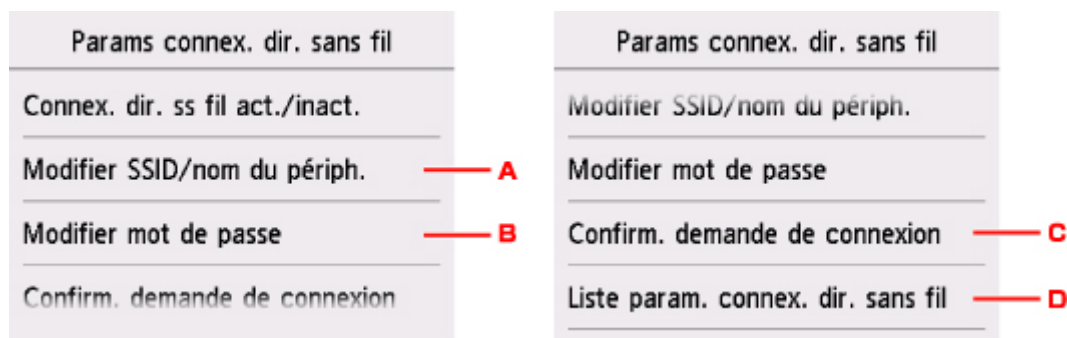 Params connex. dir. sans fil
Connex. dir. ss fil act./inact.
Modifier SSID/nom du périph.
A
Modifier mot de passe
B
Confirm. demande de connexion
Params connex. dir. sans fil
Modifier SSID/nom du périph.
Modifier mot de passe
Confirm. demande de connexion
C
Liste param. connex. dir. sans fil
D